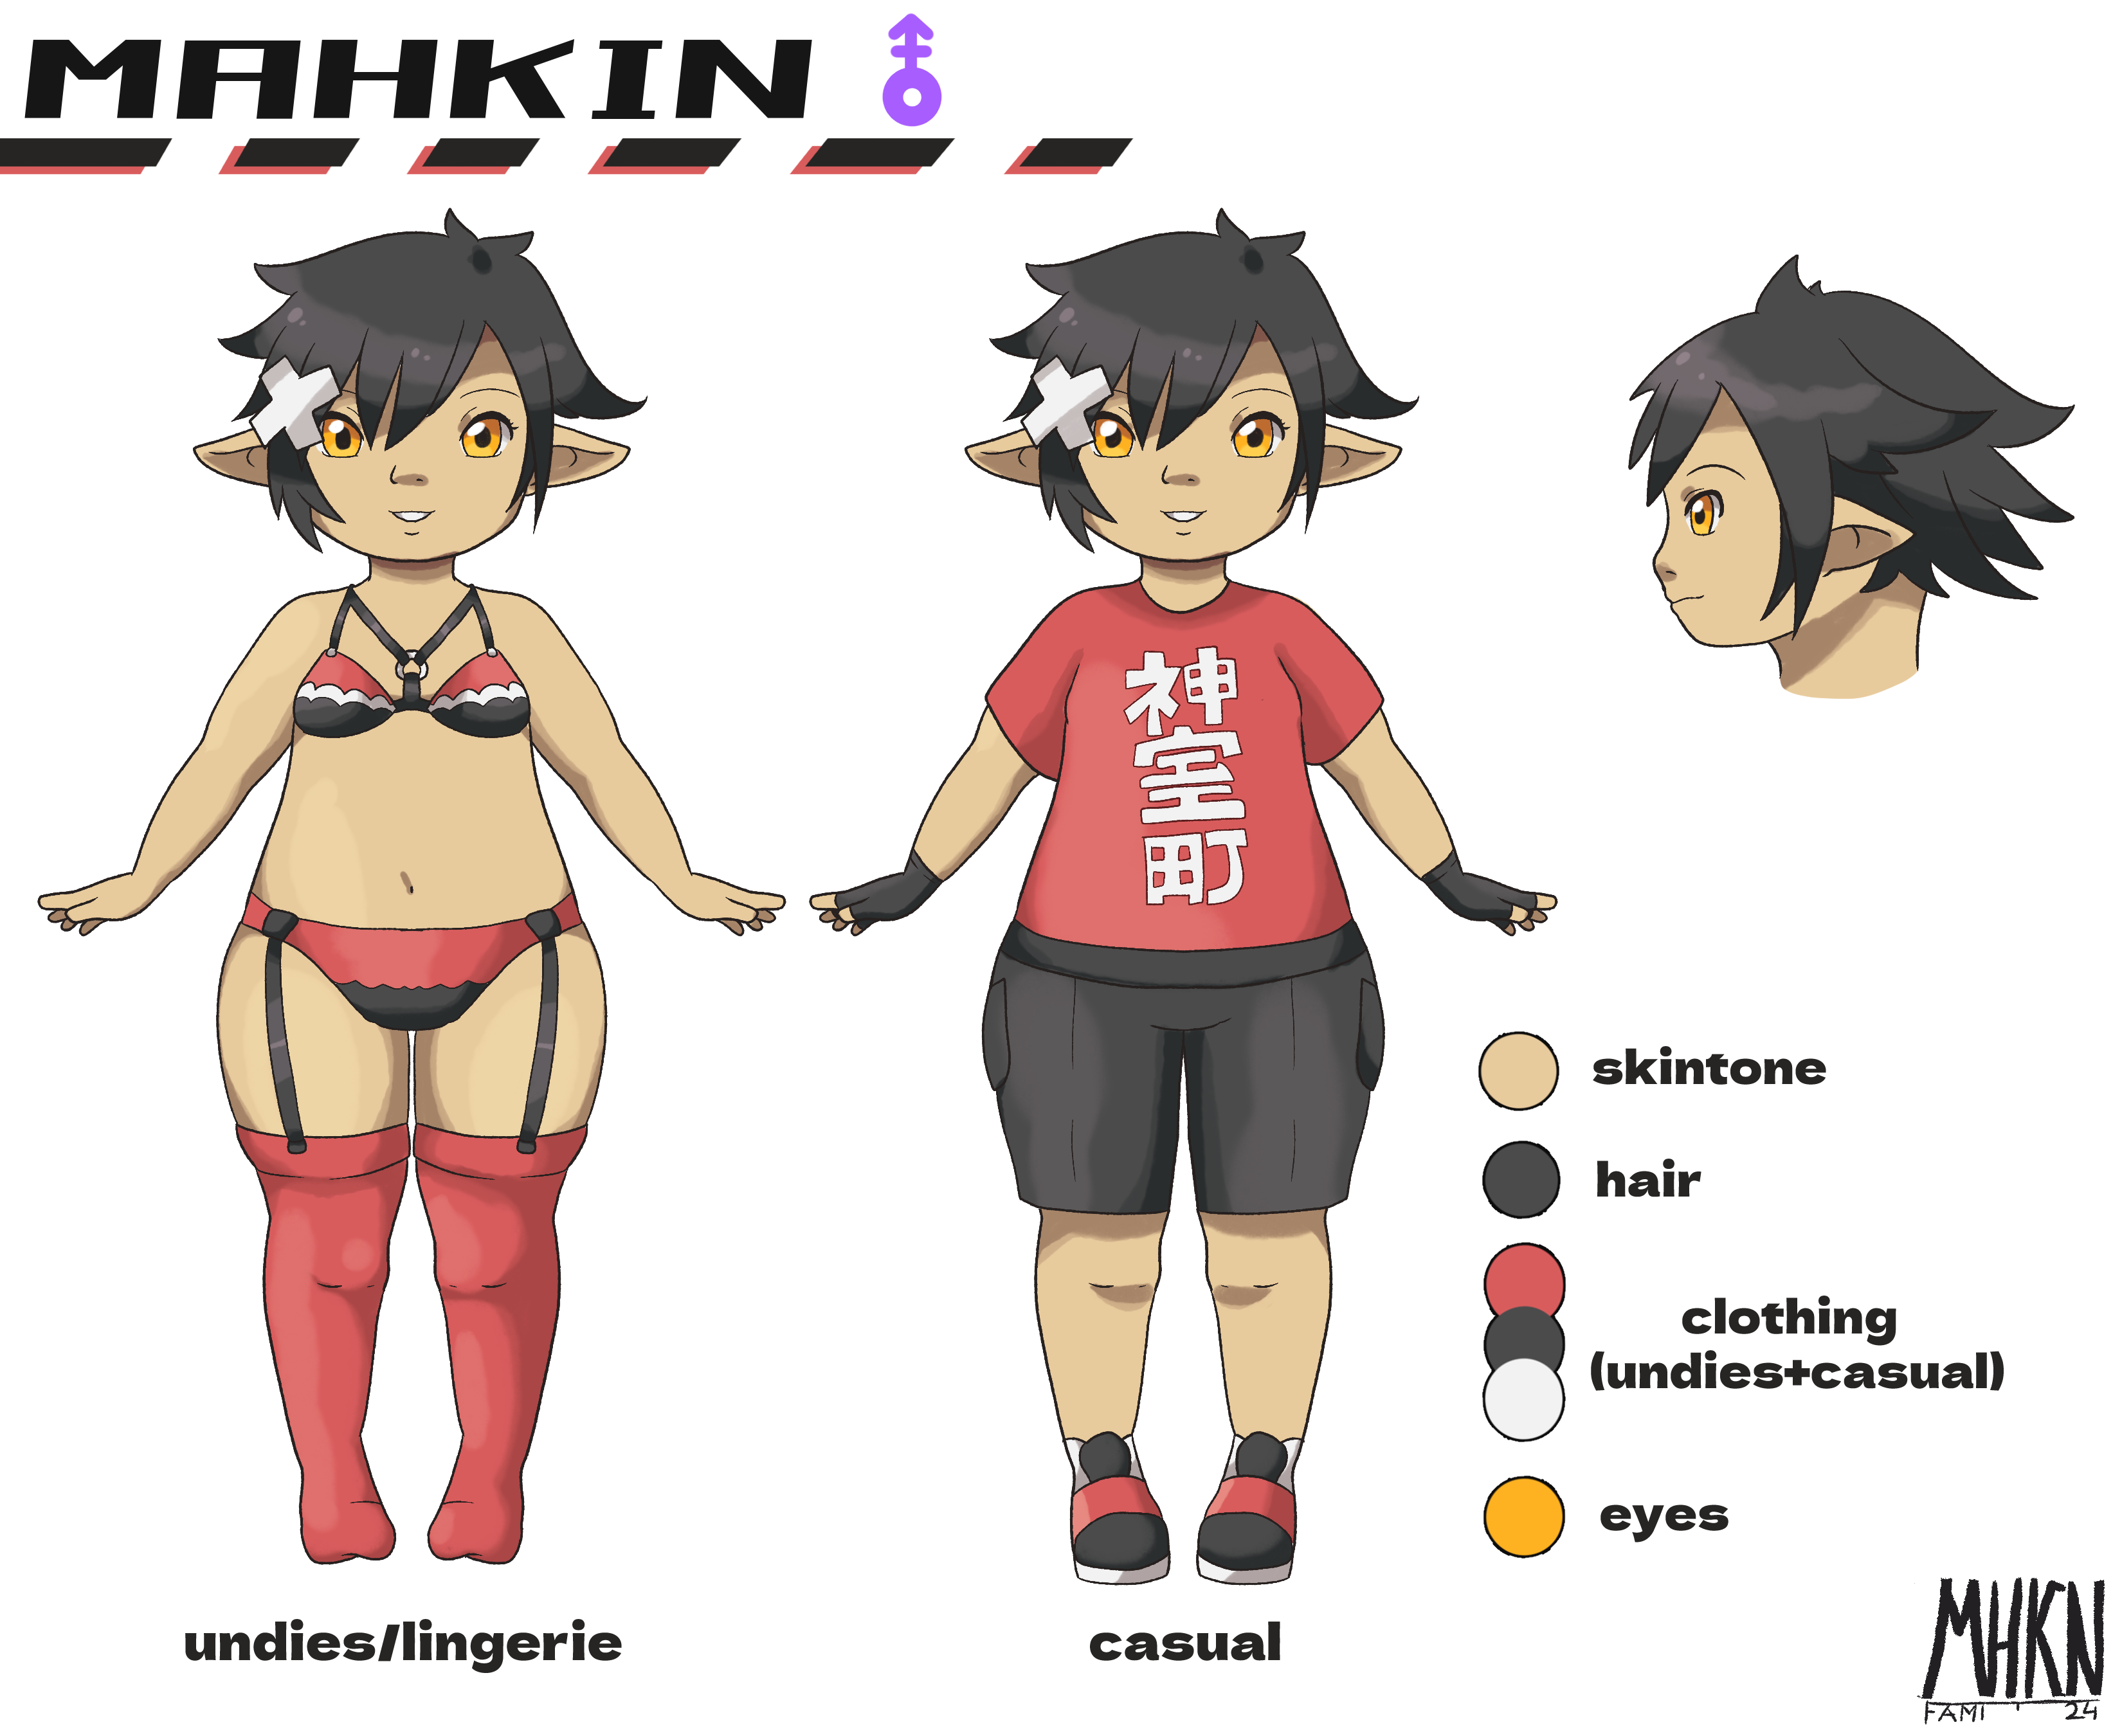 MAHKIN
神室町
skintone
hair
clothing
(undies+casual)
eyes
undies/lingerie
casual
MHKN
FAMI '24